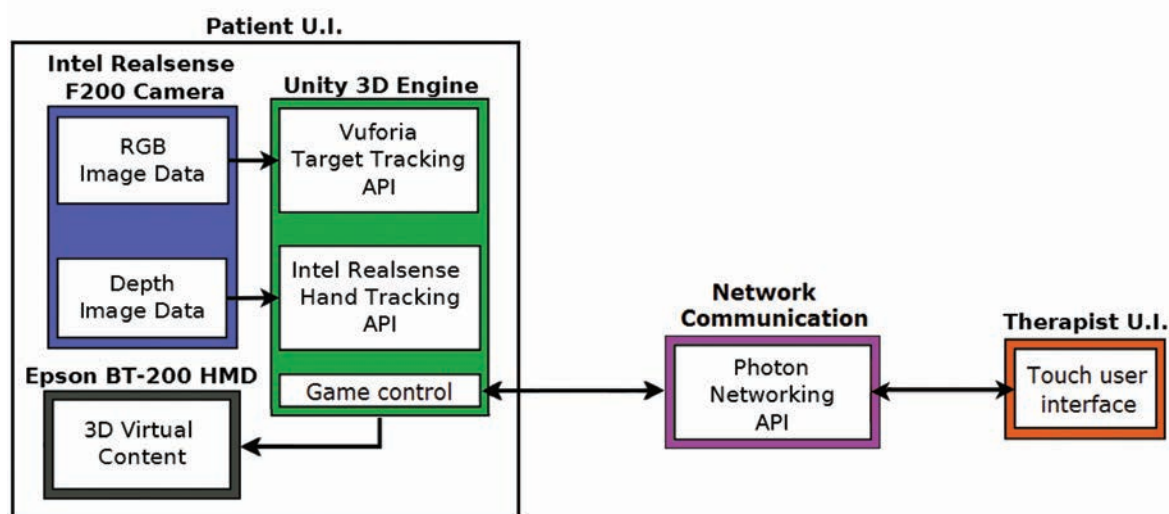 Patient U.I.
Intel Realsense
F200 Camera
RGB
Image Data
Depth
Image Data
Unity 3D Engine
Vuforia
Target Tracking
API
Intel Realsense
Hand Tracking
API
Game control
Epson BT-200 HMD
3D Virtual
Content
Network
Communication
Photon
Networking
API
Therapist U.I.
Touch user
interface